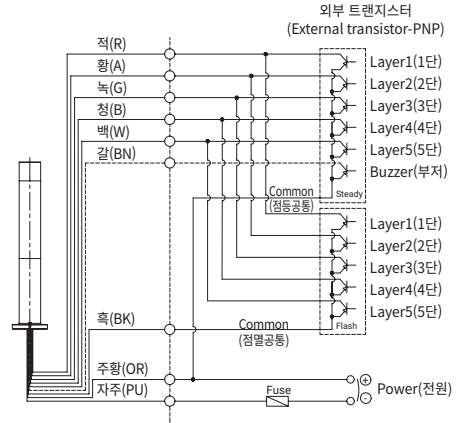 외부 트랜지스터
(External transistor-PNP)
적(R)
황(A)
녹(G)
청(B)
백(W)
갈(BN)
Layer1(1단)
Layer2(2단)
Layer3(3단)
Layer4(4단)
Layer5(5단)
Buzzer(부저)
Common
(점등공통)
Steady
Layer1(1단)
Layer2(2단)
Layer3(3단)
Layer4(4단)
Layer5(5단)
흑(BK)
Common
(점멸공통)
Flash
주황(OR)
자주(PU)
Fuse
Power(전원)